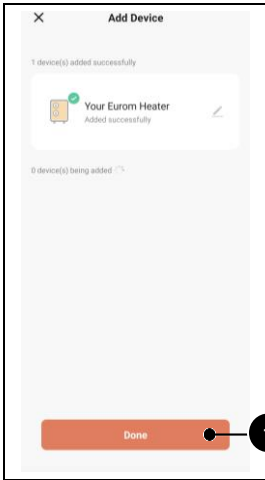 Add Device
1 device(s) added successfully
Your Eurom Heater
Added successfully
0 device(s) being added
Done